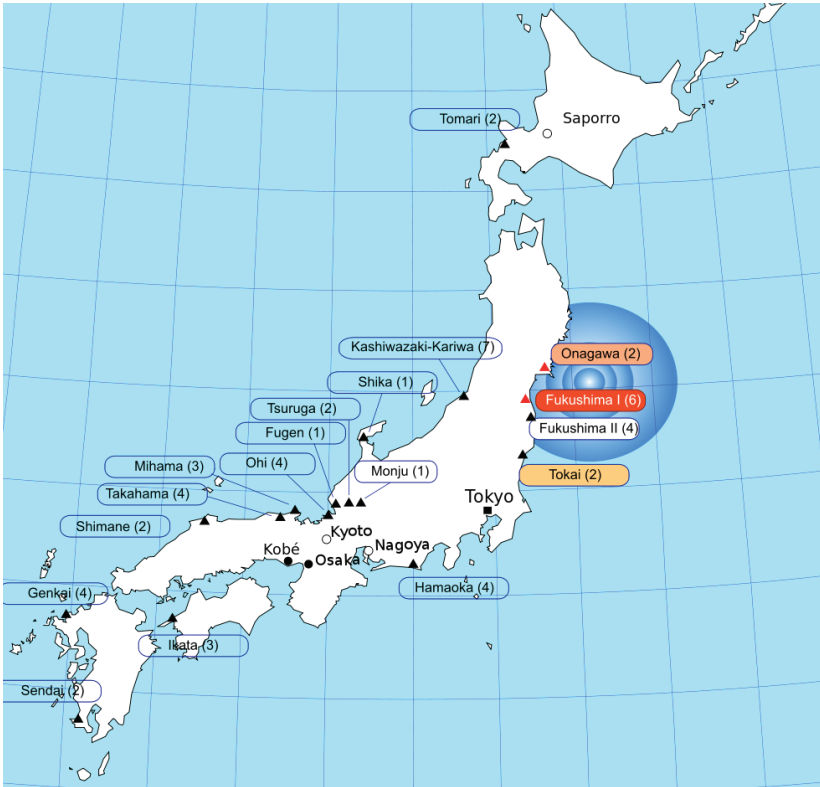 Tomari (2)
Saporro
Kashiwazaki-Kariwa (7)
Onagawa (2)
Shika (1)
Fukushima I (6)
Tsuruga (2)
Fukushima II (4)
Fugen (1)
Mihama (3)
Ohi (4)
Monju (1)
Tokai (2)
Takahama (4)
Tokyo
Shimane (2)
Kyoto
Nagoya
Kobé
Osaka
Hamaoka (4)
Genkai (4)
Ikata (3)
Sendai (2)